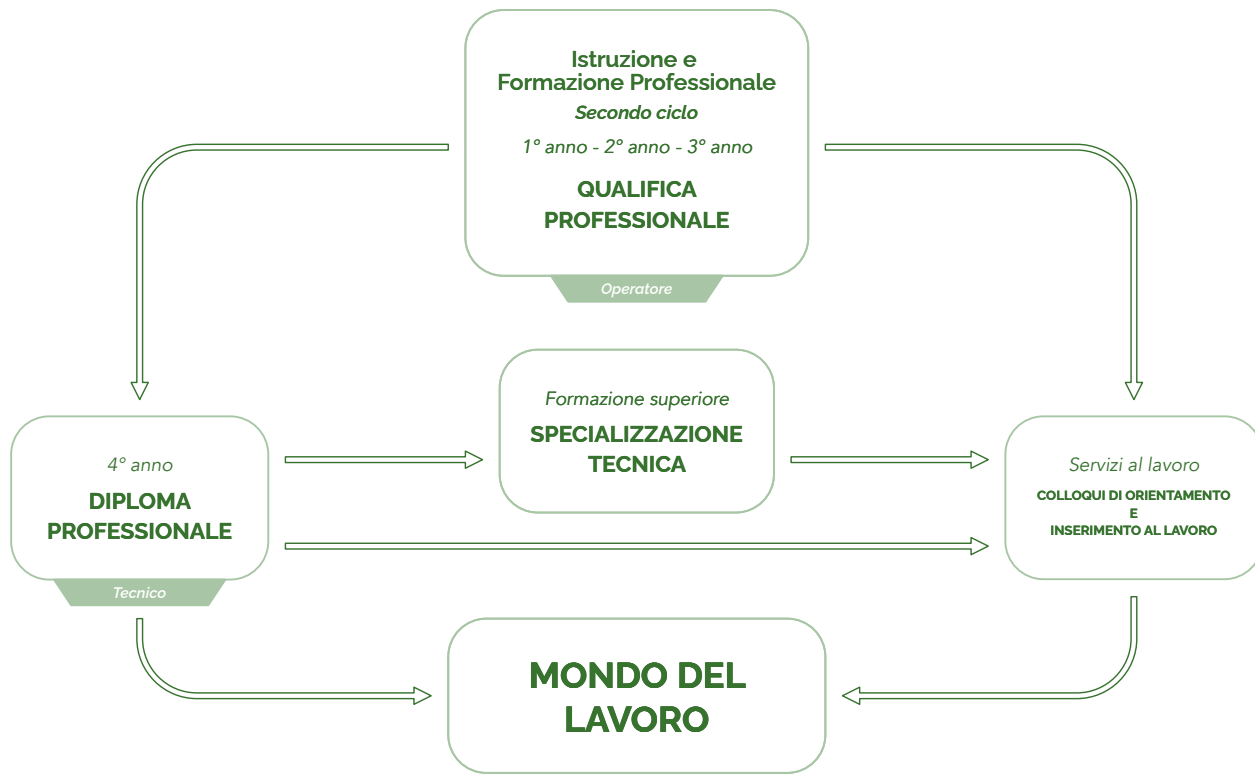 Istruzione e
Formazione Professionale
Secondo ciclo
1° anno - 2° anno - 3° anno
QUALIFICA
PROFESSIONALE
Operatore
Formazione superiore
SPECIALIZZAZIONE
TECNICA
4° anno
DIPLOMA
PROFESSIONALE
Tecnico
Servizi al lavoro
COLLOQUI DI ORIENTAMENTO
E
INSERIMENTO AL LAVORO
MONDO DEL
LAVORO